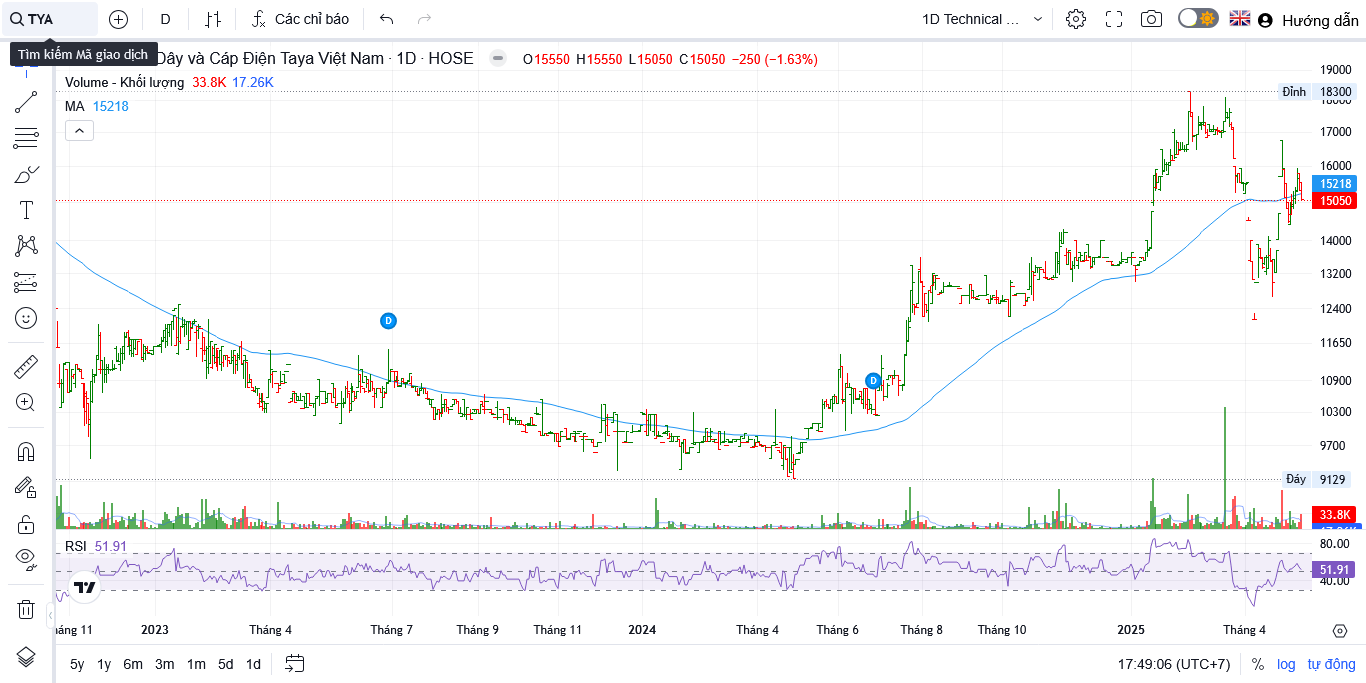 TYA
D
Các chỉ báo
1D Technical ...
Hướng dẫn
Tìm kiếm Mã giao dịch
Dây và Cáp Điện Taya Việt Nam · 1D · HOSE
O15550 H15550 L15050 C15050 −250 (−1.63%)
Volume - Khối lượng 33.8K 17.26K
MA 15218
19000
Đỉnh 18300
18000
17000
16000
15218
15050
14000
13200
12400
11650
10900
10300
9700
Đáy 9129
33.8K
D
D
RSI 51.91
80.00
51.91
40.00
áng 11 2023 Tháng 4 Tháng 7 Tháng 9 Tháng 11 2024 Tháng 4 Tháng 6 Tháng 8 Tháng 10 2025 Tháng 4
5y 1y 6m 3m 1m 5d 1d
17:49:06 (UTC+7) % log tự động